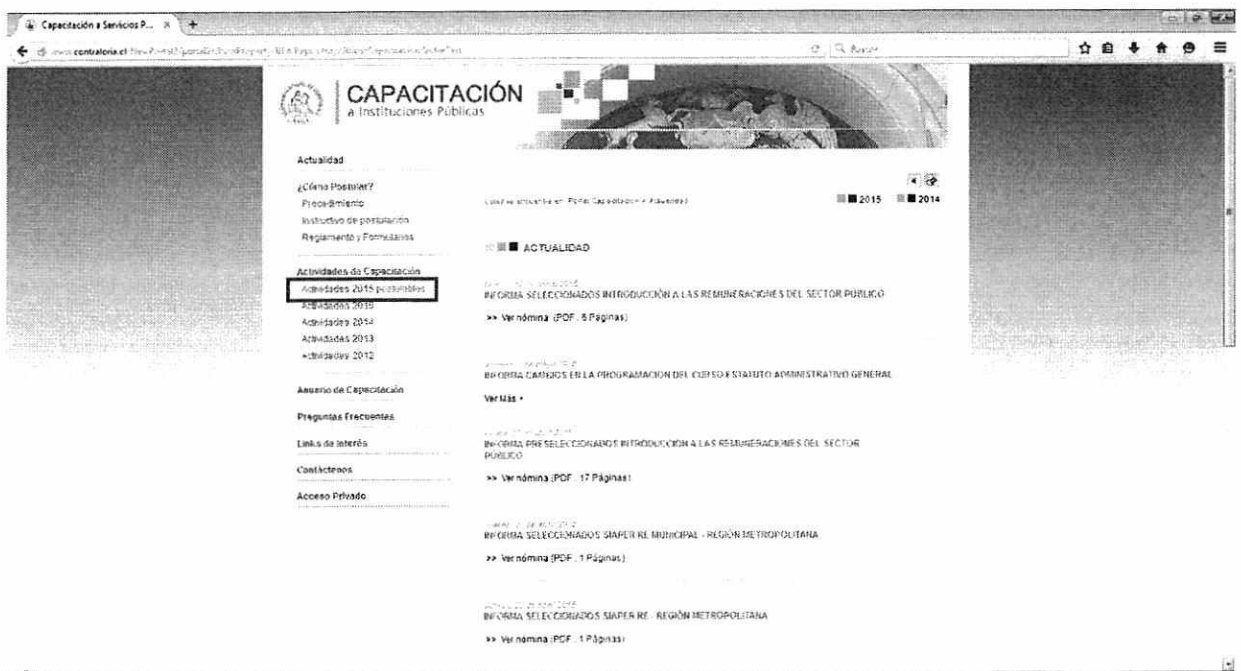 Capacitación a Servicios P...
contraloria.cl
CAPACITACIÓN
a Instituciones Públicas
Actualidad
¿Cómo Postular?
Procedimiento
Instructivo de postulación
Reglamento y Formularios
2015 2014
ACTUALIDAD
Actividades de Capacitación
Actividades 2015 postulables
Actividades 2015
Actividades 2014
Actividades 2013
Actividades 2012
Anuario de Capacitación
Preguntas Frecuentes
Links de Interés
Contáctenos
Acceso Privado
INFORMA SELECCIONADOS INTRODUCCIÓN A LAS REMUNERACIONES DEL SECTOR PÚBLICO
>> Ver nómina (PDF : 5 Páginas)
INFORMA CAMBIOS EN LA PROGRAMACIÓN DEL CURSO ESTATUTO ADMINISTRATIVO GENERAL
Ver Más +
INFORMA PRESELECCIONADOS INTRODUCCIÓN A LAS REMUNERACIONES DEL SECTOR
PÚBLICO
>> Ver nómina (PDF : 17 Páginas)
INFORMA SELECCIONADOS SIAPER RE MUNICIPAL - REGIÓN METROPOLITANA
>> Ver nómina (PDF : 1 Páginas)
INFORMA SELECCIONADOS SIAPER RE - REGIÓN METROPOLITANA
>> Ver nómina (PDF : 1 Páginas)